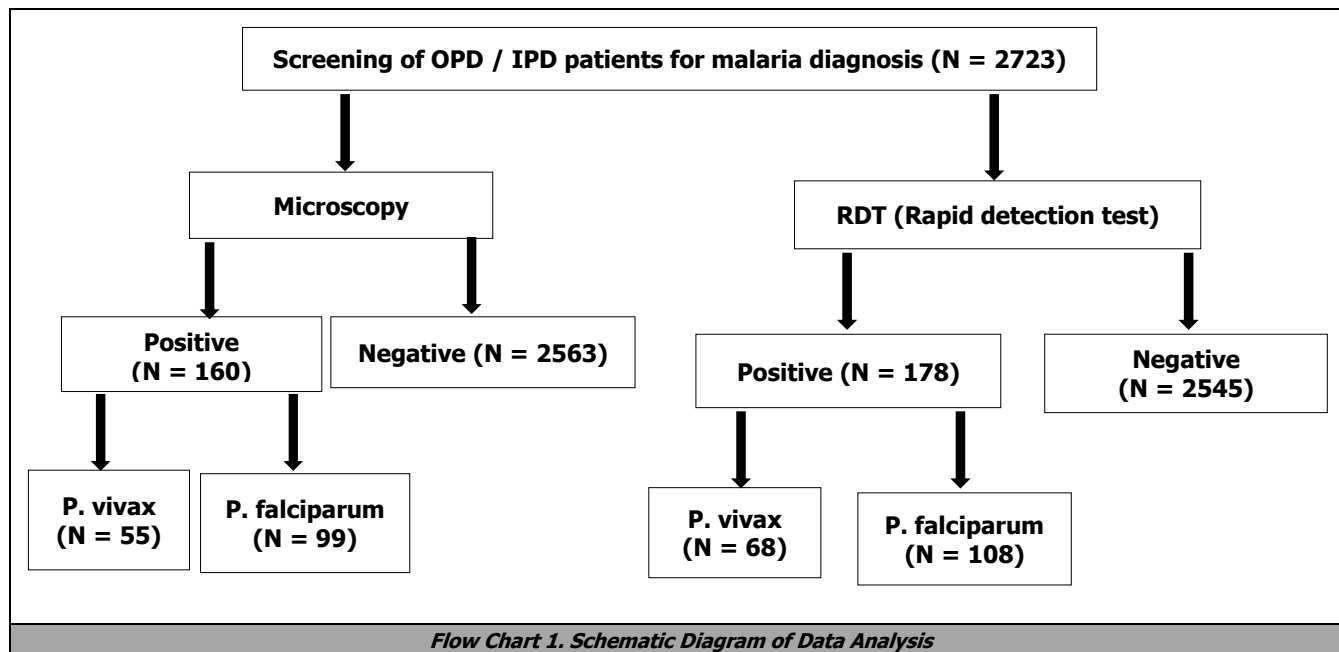 Screening of OPD / IPD patients for malaria diagnosis (N = 2723)
Microscopy
RDT (Rapid detection test)
Positive
(N = 160)
Negative (N = 2563)
Positive (N = 178)
Negative
(N = 2545)
P. vivax
(N = 55)
P. falciparum
(N = 99)
P. vivax
(N = 68)
P. falciparum
(N = 108)
Flow Chart 1. Schematic Diagram of Data Analysis